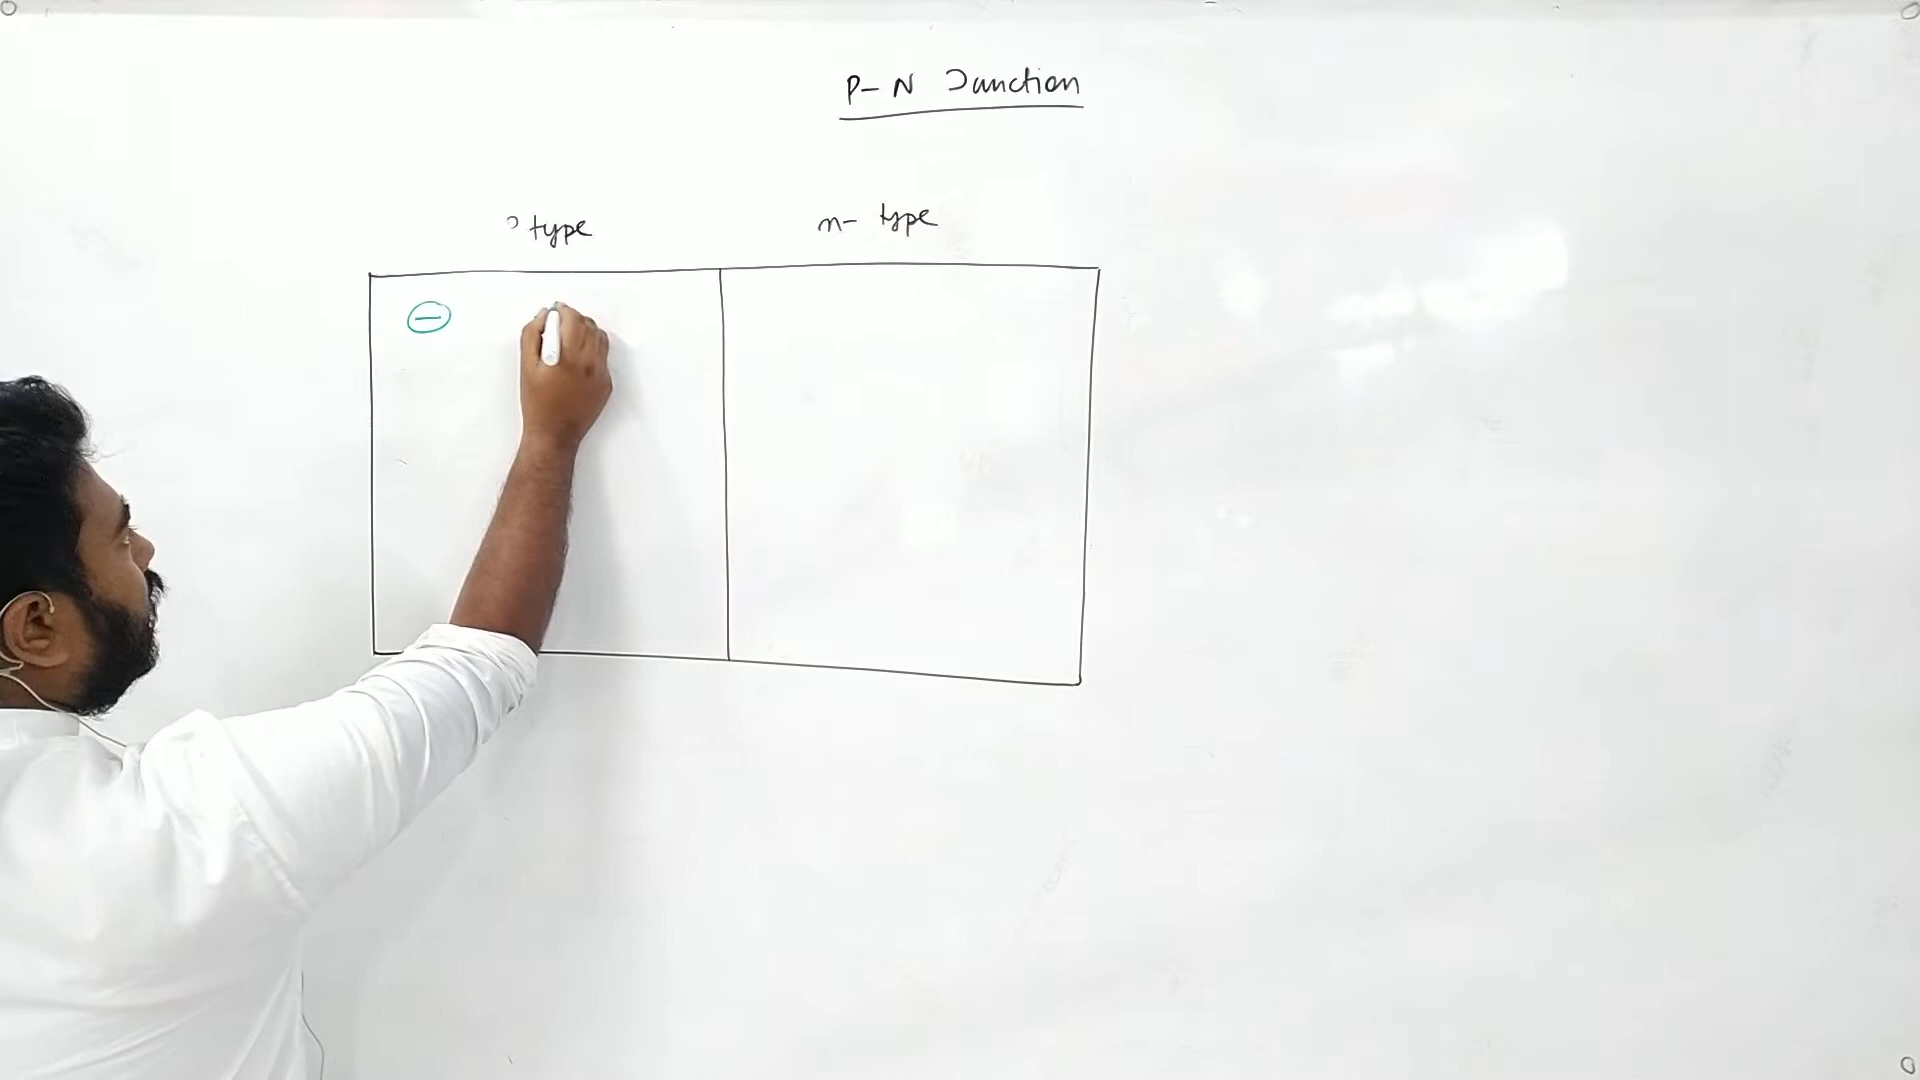 P-N Junction
type
n- type
−